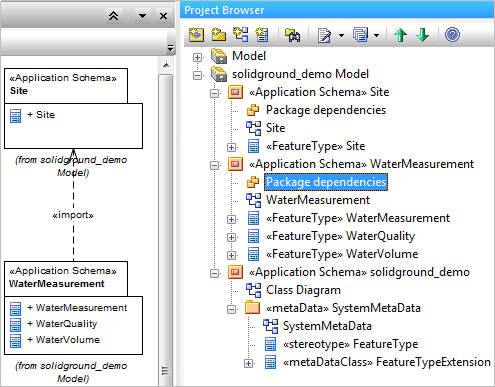 «Application Schema»
Site
+ Site
(from solidground_demo
Model)
«import»
«Application Schema»
WaterMeasurement
+ WaterMeasurement
+ WaterQuality
+ WaterVolume
(from solidground_demo
Model)
Project Browser
Model
solidground_demo Model
«Application Schema» Site
Package dependencies
Site
«FeatureType» Site
«Application Schema» WaterMeasurement
Package dependencies
WaterMeasurement
«FeatureType» WaterMeasurement
«FeatureType» WaterQuality
«FeatureType» WaterVolume
«Application Schema» solidground_demo
Class Diagram
«metaData» SystemMetaData
SystemMetaData
«stereotype» FeatureType
«metaDataClass» FeatureTypeExtension